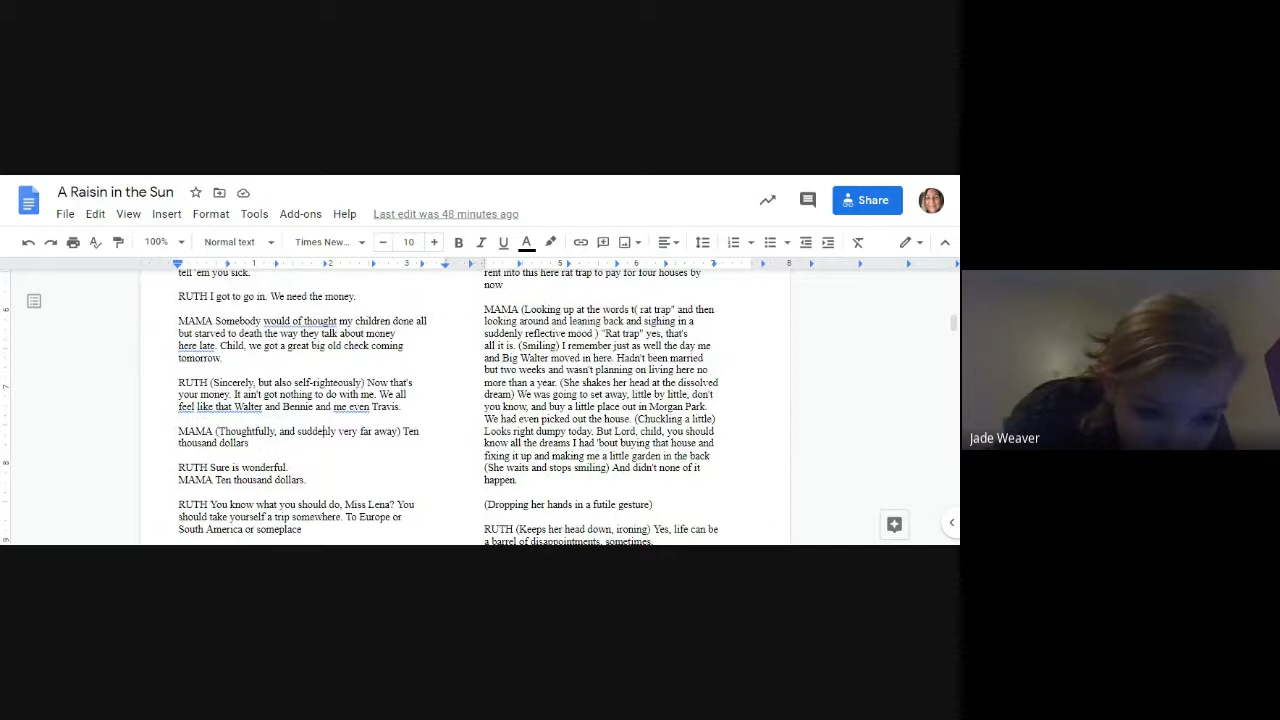 A Raisin in the Sun
File Edit View Insert Format Tools Add-ons Help Last edit was 48 minutes ago
Share
100% Normal text Times New... 10
1 2 3 5 6 7 8
tell 'em you sick.
RUTH I got to go in. We need the money.
MAMA Somebody would of thought my children done all
but starved to death the way they talk about money
here late. Child, we got a great big old check coming
tomorrow.
RUTH (Sincerely, but also self-righteously) Now that's
your money. It ain't got nothing to do with me. We all
feel like that Walter and Bennie and me even Travis.
MAMA (Thoughtfully, and suddenly very far away) Ten
thousand dollars
RUTH Sure is wonderful.
MAMA Ten thousand dollars.
RUTH You know what you should do, Miss Lena? You
should take yourself a trip somewhere. To Europe or
South America or someplace
rent into this here rat trap to pay for four houses by
now
MAMA (Looking up at the words t( rat trap" and then
looking around and leaning back and sighing in a
suddenly reflective mood ) "Rat trap" yes, that's
all it is. (Smiling) I remember just as well the day me
and Big Walter moved in here. Hadn't been married
but two weeks and wasn't planning on living here no
more than a year. (She shakes her head at the dissolved
dream) We was going to set away, little by little, don't
you know, and buy a little place out in Morgan Park.
We had even picked out the house. (Chuckling a little)
Looks right dumpy today. But Lord, child, you should
know all the dreams I had 'bout buying that house and
fixing it up and making me a little garden in the back
(She waits and stops smiling) And didn't none of it
happen.
(Dropping her hands in a futile gesture)
RUTH (Keeps her head down, ironing) Yes, life can be
a barrel of disappointments, sometimes.
6
7
8
9
Jade Weaver